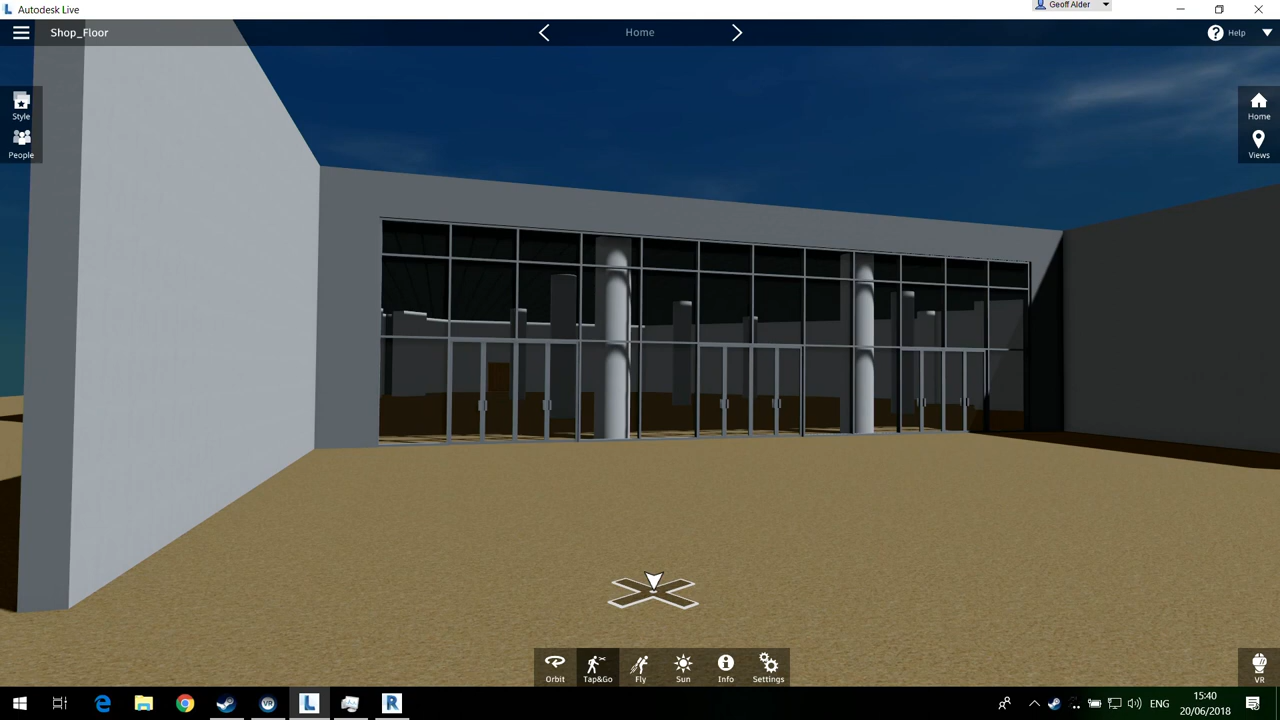 Autodesk Live
Geoff Alder
Shop_Floor
Home
Help
Style
People
Home
Views
Orbit
Tap&Go
Fly
Sun
Info
Settings
VR
VR
ENG
15:40
20/06/2018